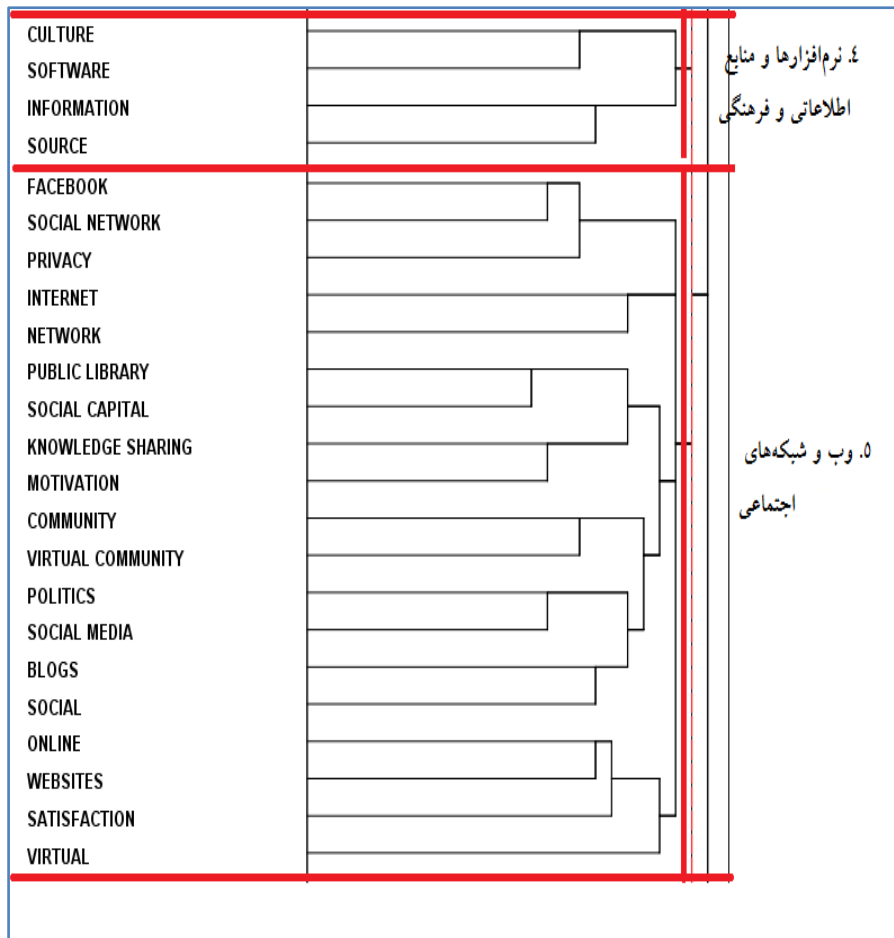 CULTURE
SOFTWARE
INFORMATION
SOURCE
۴. نرم‌افزارها و منابع
اطلاعاتی و فرهنگی
FACEBOOK
SOCIAL NETWORK
PRIVACY
INTERNET
NETWORK
PUBLIC LIBRARY
SOCIAL CAPITAL
KNOWLEDGE SHARING
MOTIVATION
COMMUNITY
VIRTUAL COMMUNITY
POLITICS
SOCIAL MEDIA
BLOGS
SOCIAL
ONLINE
WEBSITES
SATISFACTION
VIRTUAL
۵. وب و شبکه‌های
اجتماعی